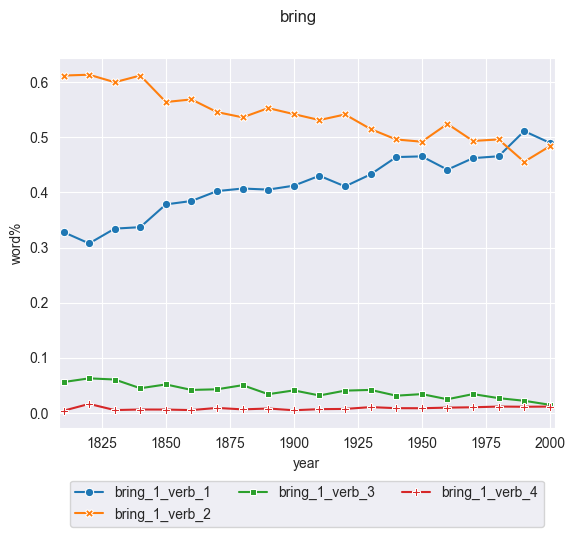 bring
0.6
0.5
0.4
0.3
0.2
0.1
0.0
word%
1825 1850 1875 1900 1925 1950 1975 2000
year
bring_1_verb_1 bring_1_verb_3 bring_1_verb_4
bring_1_verb_2